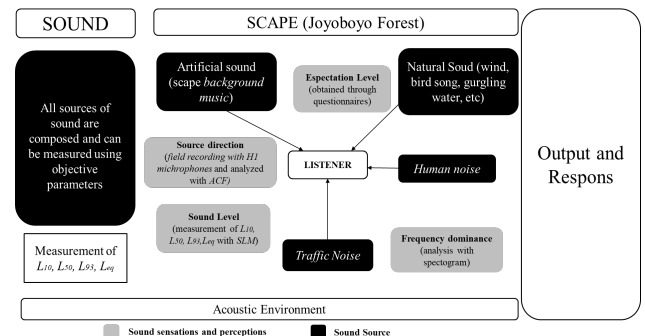 SOUND
SCAPE (Joyoboyo Forest)
All sources of
sound are
composed and can
be measured using
objective
parameters
Measurement of
L10, L50, L93, Leq
Artificial sound
(scape background
music)
Espectation Level
(obtained through
questionnaires)
Natural Soud (wind,
bird song, gurgling
water, etc)
Source direction
(field recording with H1
michrophones and analyzed
with ACF)
LISTENER
Human noise
Sound Level
(measurement of L10,
L50, L93,Leq with SLM)
Traffic Noise
Frequency dominance
(analysis with
spectogram)
Output and
Respons
Acoustic Environment
Sound sensations and perceptions
Sound Source